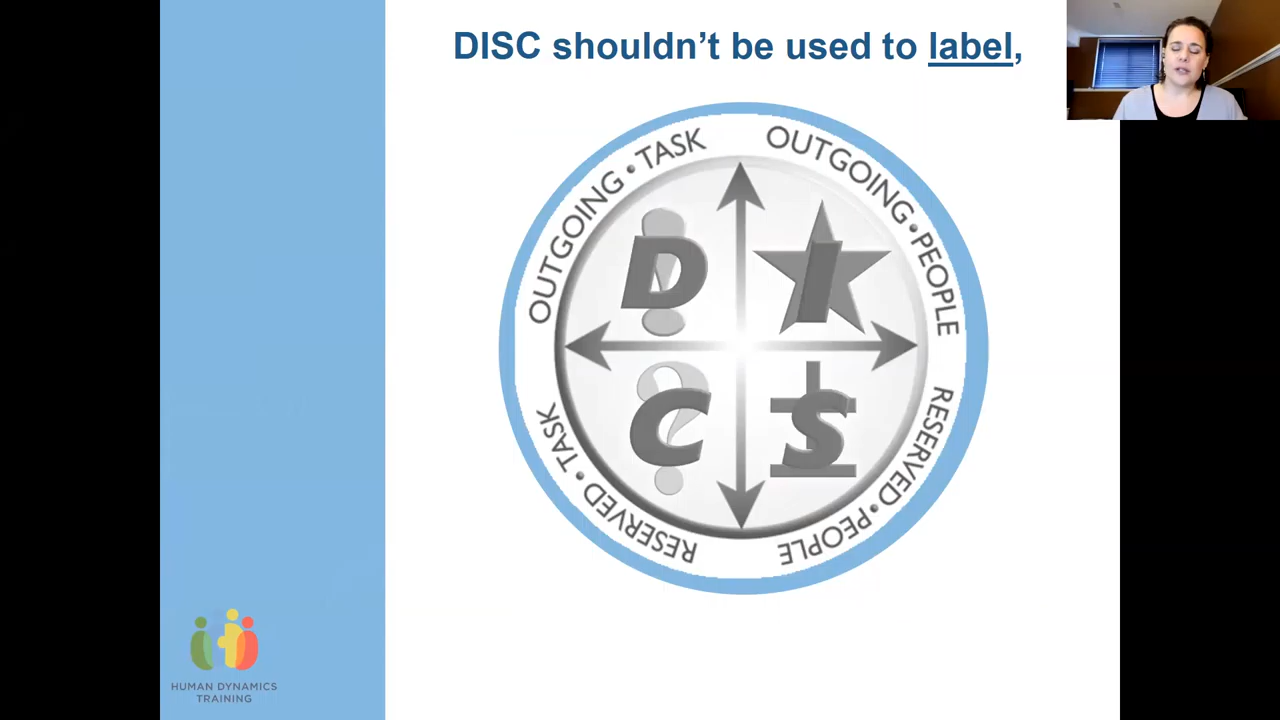 DISC shouldn’t be used to label,
OUTGOING • TASK
OUTGOING • PEOPLE
D
I
C
S
RESERVED • TASK
RESERVED • PEOPLE
HUMAN DYNAMICS
TRAINING